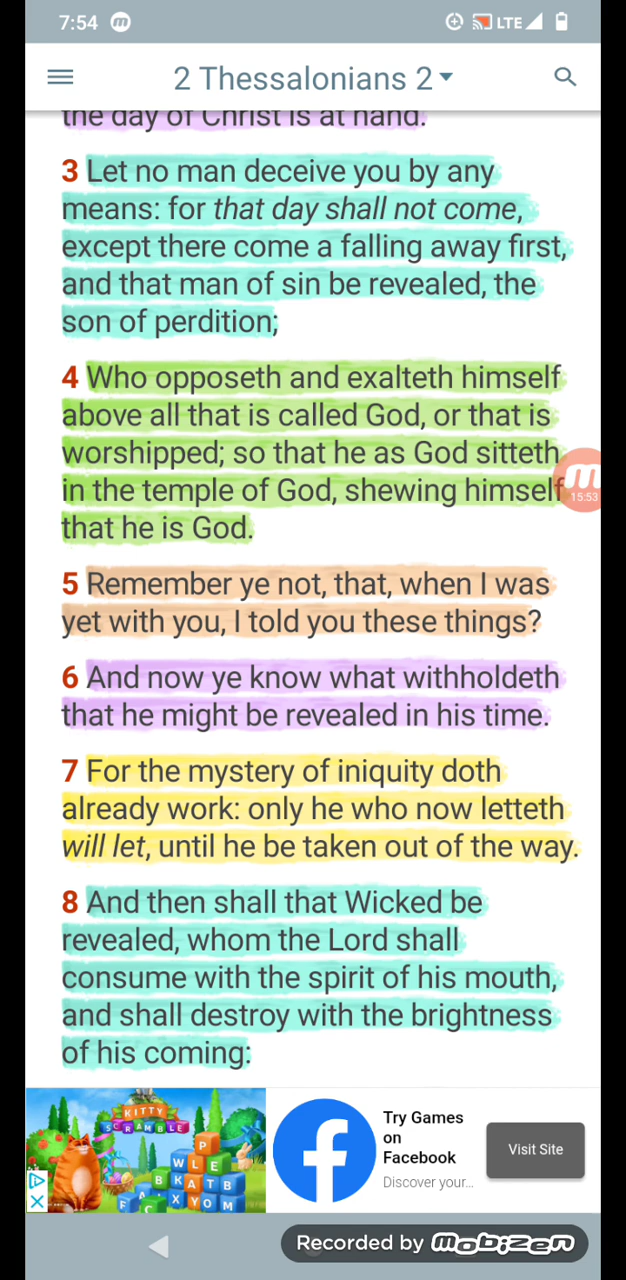 7:54 m LTE
2 Thessalonians 2
the day of Christ is at hand.
3 Let no man deceive you by any
means: for that day shall not come,
except there come a falling away first,
and that man of sin be revealed, the
son of perdition;
4 Who opposeth and exalteth himself
above all that is called God, or that is
worshipped; so that he as God sitteth
in the temple of God, shewing himself
that he is God.
m
15:53
5 Remember ye not, that, when I was
yet with you, I told you these things?
6 And now ye know what withholdeth
that he might be revealed in his time.
7 For the mystery of iniquity doth
already work: only he who now letteth
will let, until he be taken out of the way.
8 And then shall that Wicked be
revealed, whom the Lord shall
consume with the spirit of his mouth,
and shall destroy with the brightness
of his coming:
KITTY
SCRAMBLE
P
W L E
B K A T B
F A C X Y O M
f
Try Games
on
Facebook
Discover your...
Visit Site
Recorded by mobizen